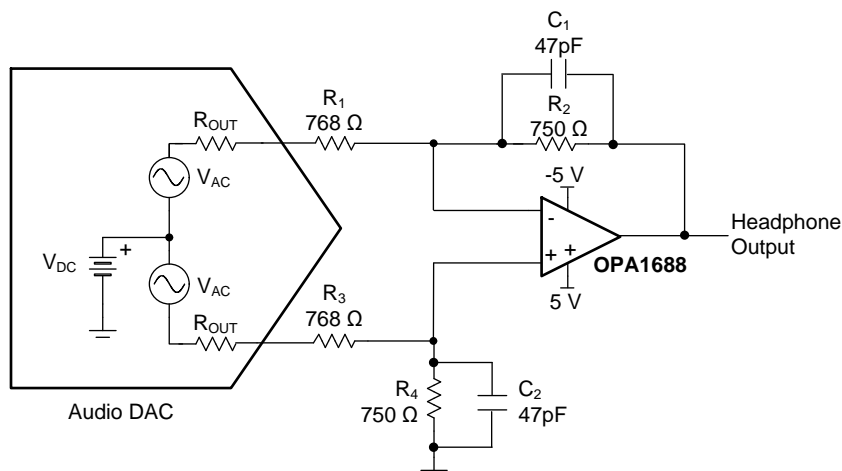 C1
47pF
R1
768 Ω
R2
750 Ω
ROUT
VAC
-5 V
-
+
+
OPA1688
5 V
Headphone
Output
VDC
+
VAC
R3
768 Ω
ROUT
R4
750 Ω
C2
47pF
Audio DAC